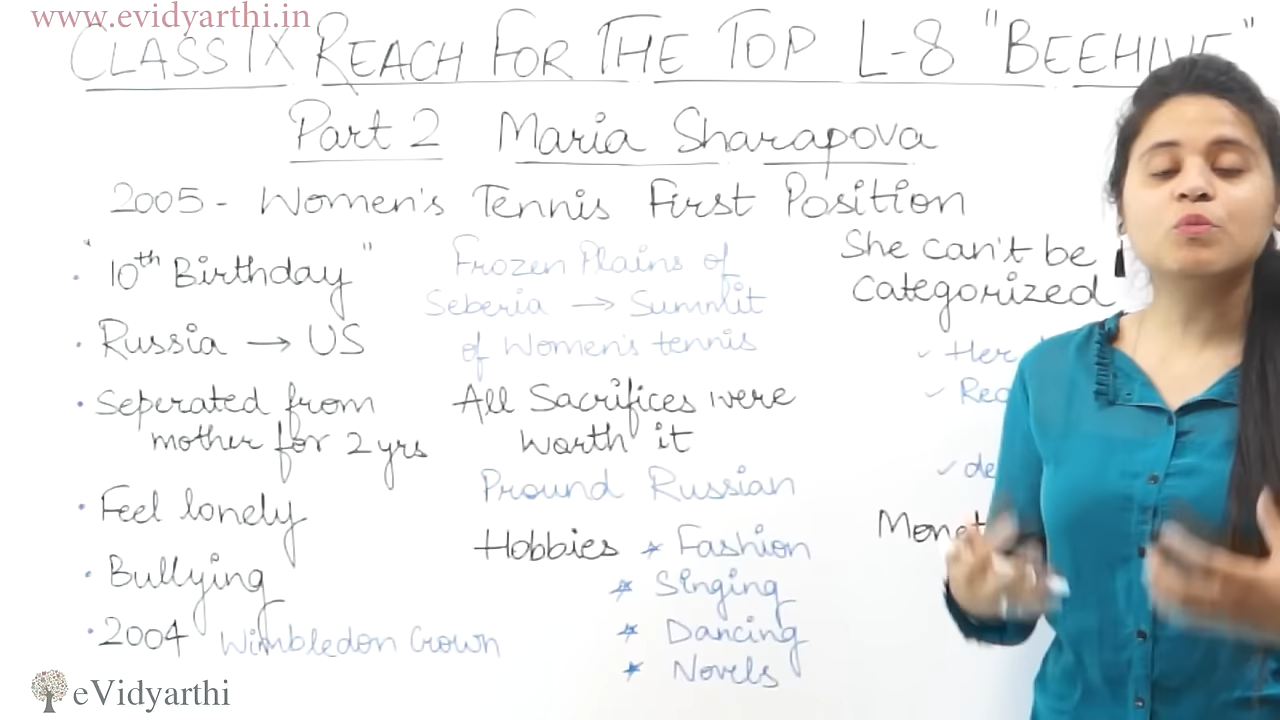 www.evidyarthi.in
CLASS IX REACH FOR THE TOP L-8 "BEEHIVE"
Part 2 Maria Sharapova
2005 - Women's Tennis First Position
"10th Birthday"
Russia → US
Seperated from
mother for 2 yrs
Feel lonely
Bullying
2004 Wimbledon Crown
Frozen Plains of
Seberia → Summit
of Women's tennis
All Sacrifices were
worth it
Pround Russian
Hobbies * Fashion
* Singing
* Dancing
* Novels
She can't be
categorized
✓ Her
✓
✓ de
eVidyarthi